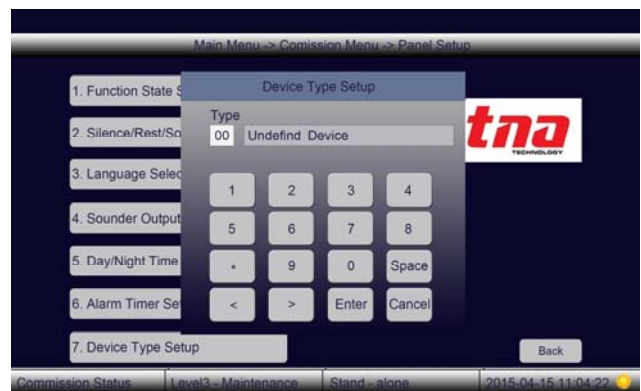 Main Menu -> Comission Menu -> Panel Setup
1. Function State S
2. Silence/Rest/So
3. Language Selec
4. Sounder Output
5. Day/Night Time
6. Alarm Timer Set
7. Device Type Setup
Device Type Setup
Type
00 Undefind Device
1 2 3 4
5 6 7 8
. 9 0 Space
< > Enter Cancel
tna
TECHNOLOGY
Back
Commission Status Level3 - Maintenance Stand - alone 2015-04-15 11:04:22